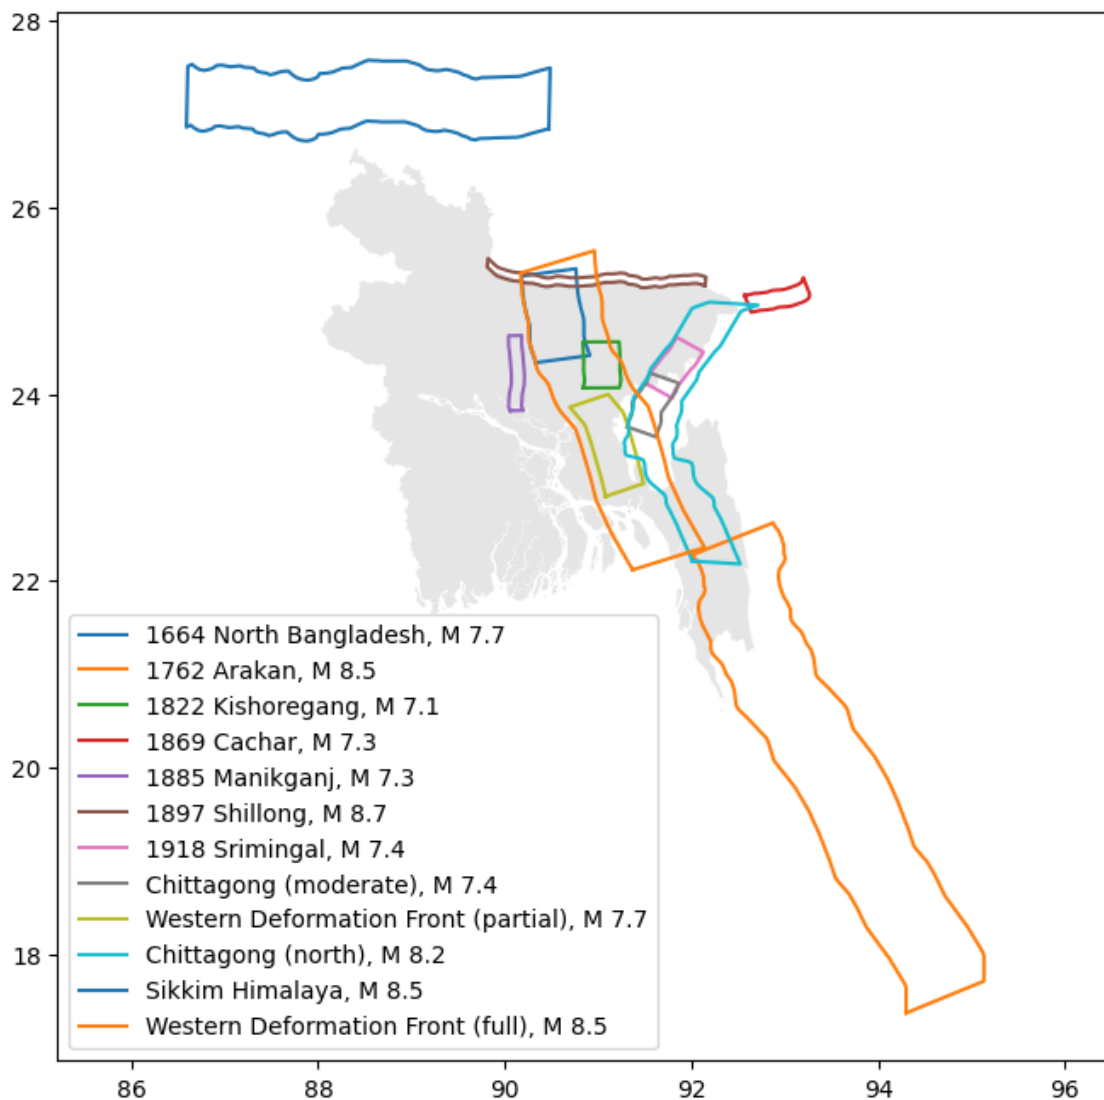 28
26
24
22
20
18
1664 North Bangladesh, M 7.7
1762 Arakan, M 8.5
1822 Kishoregang, M 7.1
1869 Cachar, M 7.3
1885 Manikganj, M 7.3
1897 Shillong, M 8.7
1918 Srimingal, M 7.4
Chittagong (moderate), M 7.4
Western Deformation Front (partial), M 7.7
Chittagong (north), M 8.2
Sikkim Himalaya, M 8.5
Western Deformation Front (full), M 8.5
86 88 90 92 94 96